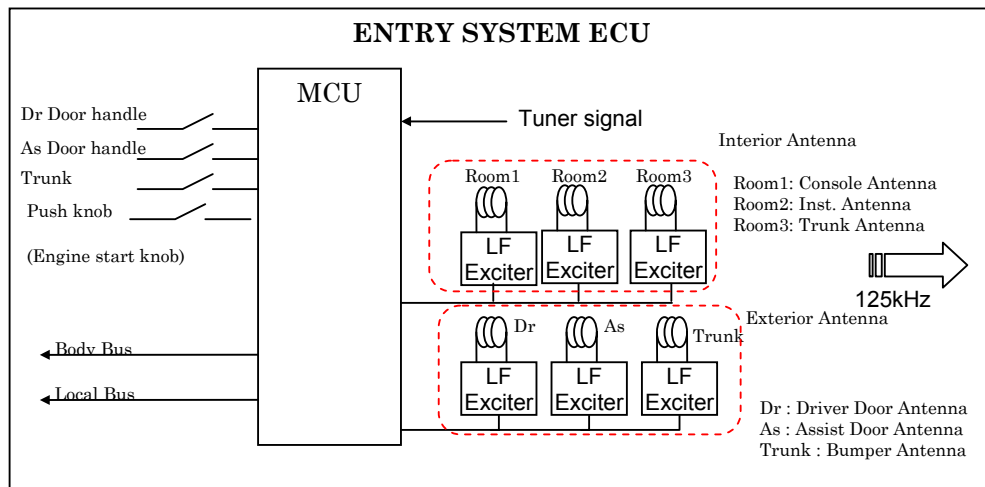 ENTRY SYSTEM ECU
MCU
Dr Door handle
As Door handle
Trunk
Push knob
(Engine start knob)
Body Bus
Local Bus
Tuner signal
Interior Antenna
Room1
Room2
Room3
LF
Exciter
LF
Exciter
LF
Exciter
Room1: Console Antenna
Room2: Inst. Antenna
Room3: Trunk Antenna
125kHz
Exterior Antenna
Dr
As
Trunk
LF
Exciter
LF
Exciter
LF
Exciter
Dr : Driver Door Antenna
As : Assist Door Antenna
Trunk : Bumper Antenna